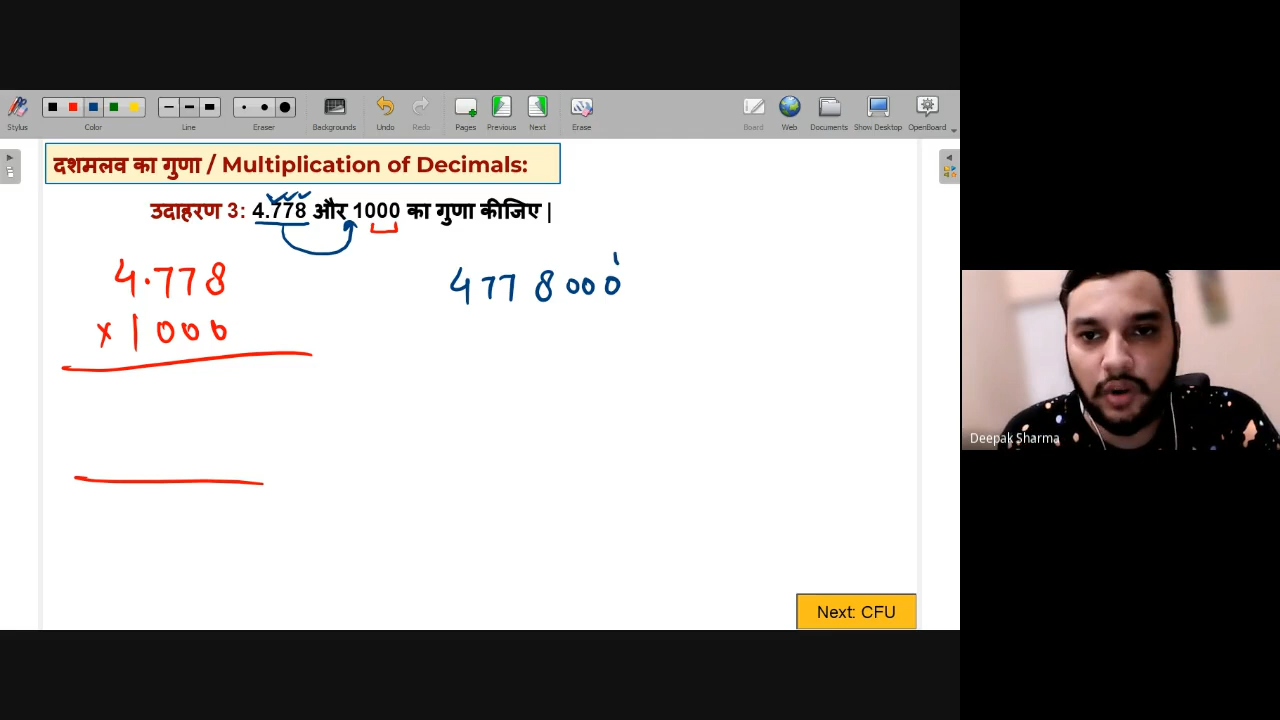 Stylus
Color
Line
Eraser
Backgrounds
Undo
Redo
Pages
Previous
Next
Erase
Board
Web
Documents
Show Desktop
OpenBoard
दशमलव का गुणा / Multiplication of Decimals:
उदाहरण 3: 4.778 और 1000 का गुणा कीजिए |
4.778
× 1000
4778000
Deepak Sharma
Next: CFU